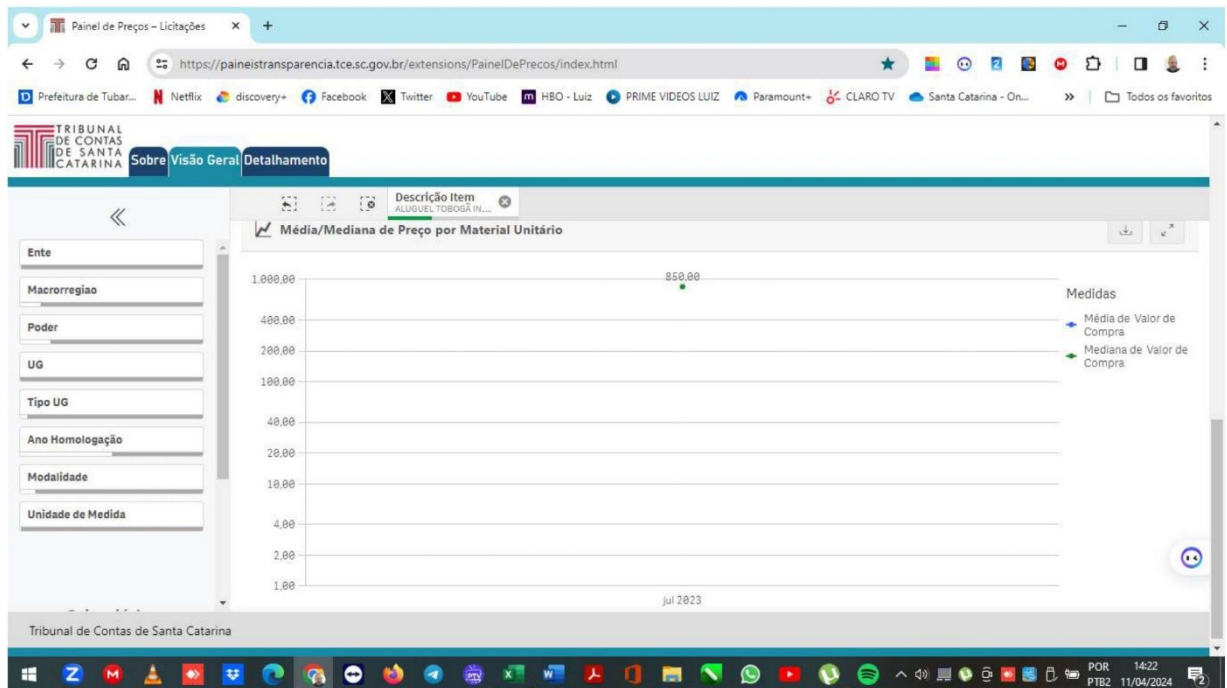 Painel de Preços – Licitações
https://paineistransparencia.tce.sc.gov.br/extensions/PainelDePrecos/index.html
Prefeitura de Tubar... Netflix discovery+ Facebook Twitter YouTube HBO - Luiz PRIME VIDEOS LUIZ Paramount+ CLARO TV Santa Catarina - On... » Todos os favoritos
TRIBUNAL
DE CONTAS
DE SANTA
CATARINA
Sobre Visão Geral Detalhamento
Descrição Item
ALUGUEL TOBOGÃ IN...
Média/Mediana de Preço por Material Unitário
Ente
Macrorregiao
Poder
UG
Tipo UG
Ano Homologação
Modalidade
Unidade de Medida
1.000,00
400,00
200,00
100,00
40,00
20,00
10,00
4,00
2,00
1,00
850,00
jul 2023
Medidas
Média de Valor de
Compra
Mediana de Valor de
Compra
Tribunal de Contas de Santa Catarina
POR 14:22
PTB2 11/04/2024